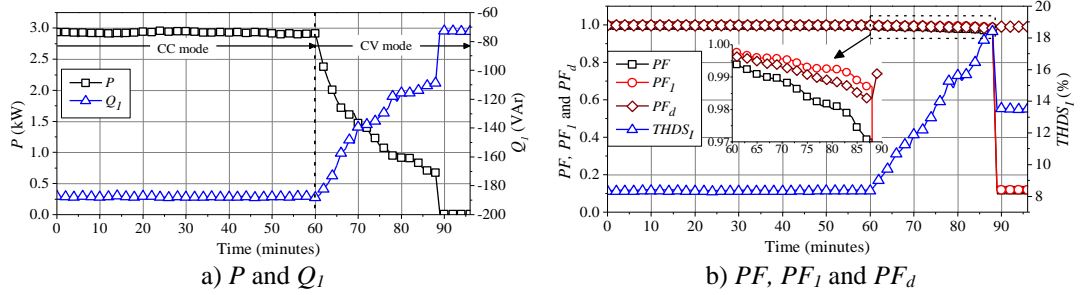 3.0
2.5
2.0
1.5
1.0
0.5
0.0
P (kW)
CC mode
CV mode
P
Q1
-60
-80
-100
-120
-140
-160
-180
-200
Q1 (VAr)
0 10 20 30 40 50 60 70 80 90
Time (minutes)
a) P and Q1
1.0
0.8
0.6
0.4
0.2
0.0
PF, PF1 and PFd
1.00
0.99
0.98
0.97
61 65 70 75 80 85 90
PF
PF1
PFd
THDSI
20
18
16
14
12
10
8
THDSI (%)
0 10 20 30 40 50 60 70 80 90
Time (minutes)
b) PF, PF1 and PFd